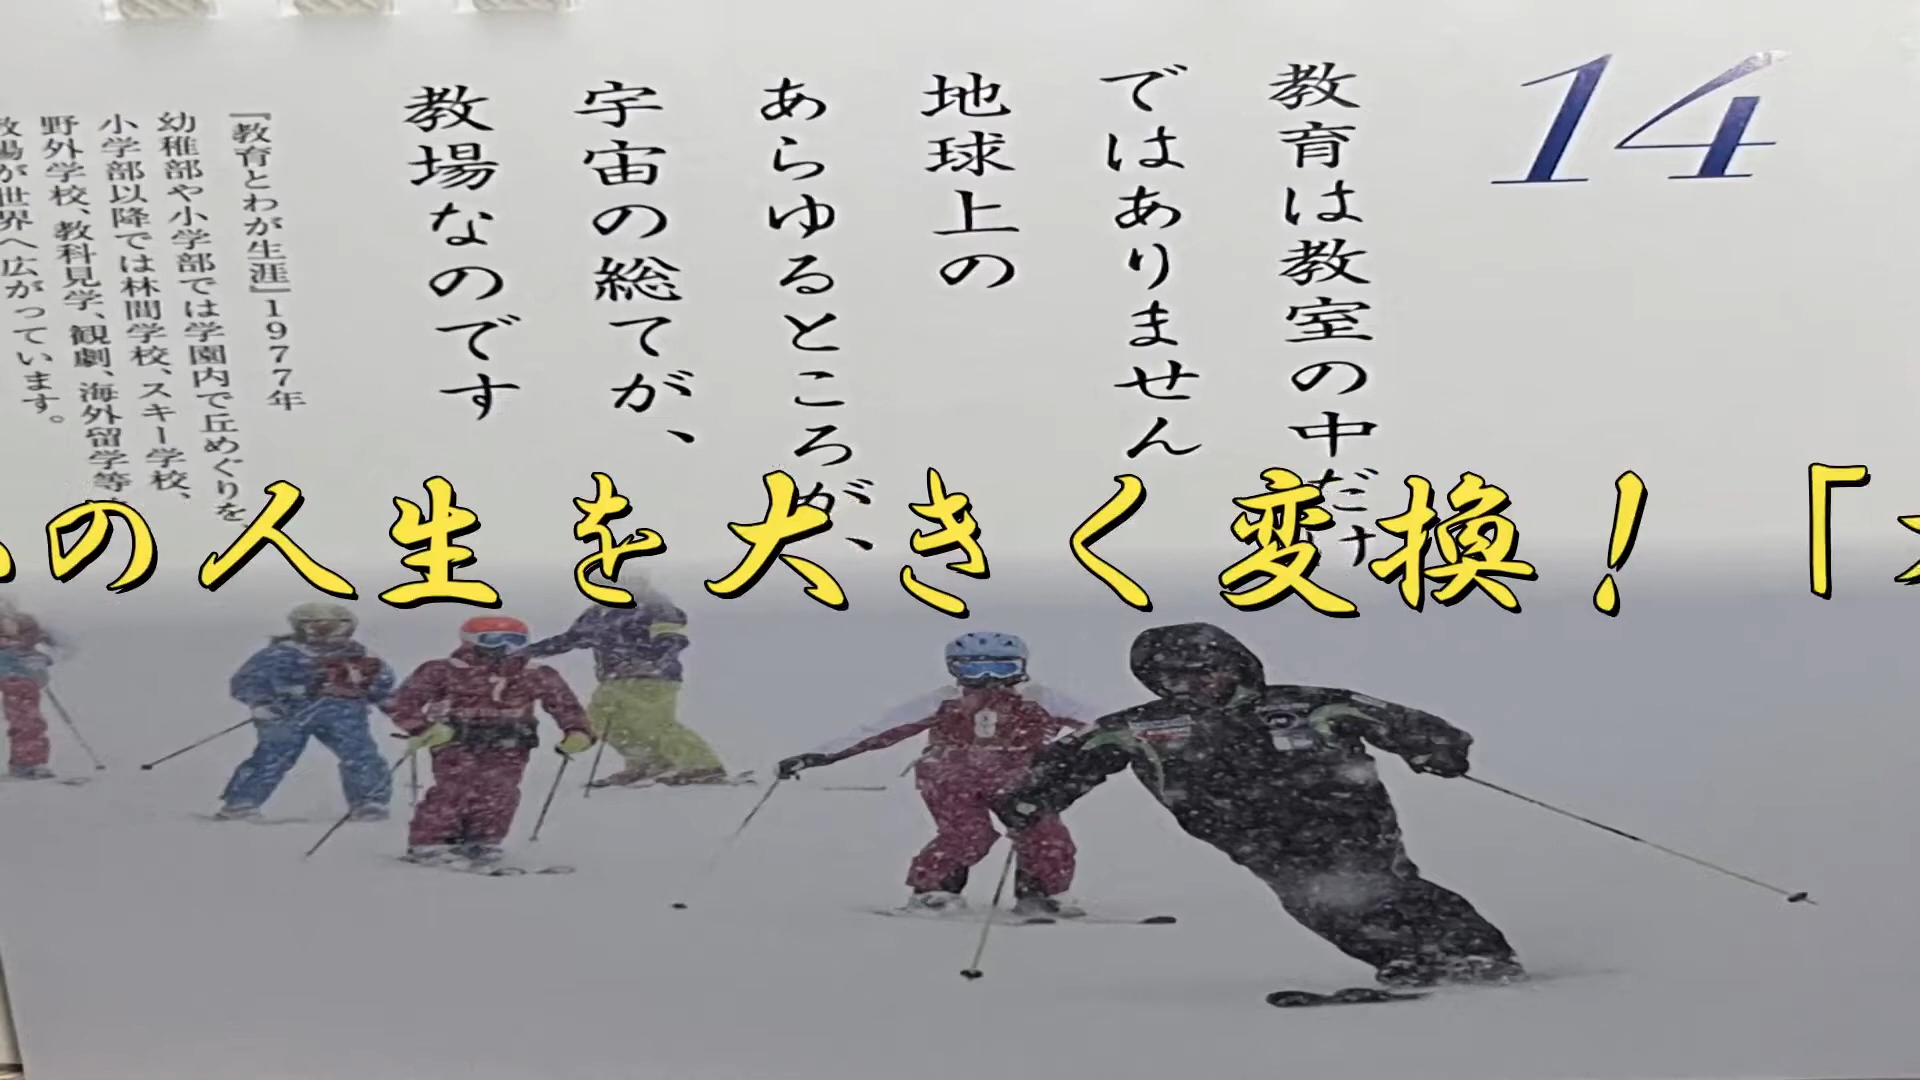 14
教育は教室の中だけ
ではありません
地球上の
あらゆるところが、
宇宙の総てが、
教場なのです
『教育とわが生涯』1977年
幼稚部や小学部では学園内で丘めぐりを、
小学部以降では林間学校、スキー学校、
野外学校、教科見学、観劇、海外留学等
教場が世界へ広がっています。
の人生を大きく変換！「